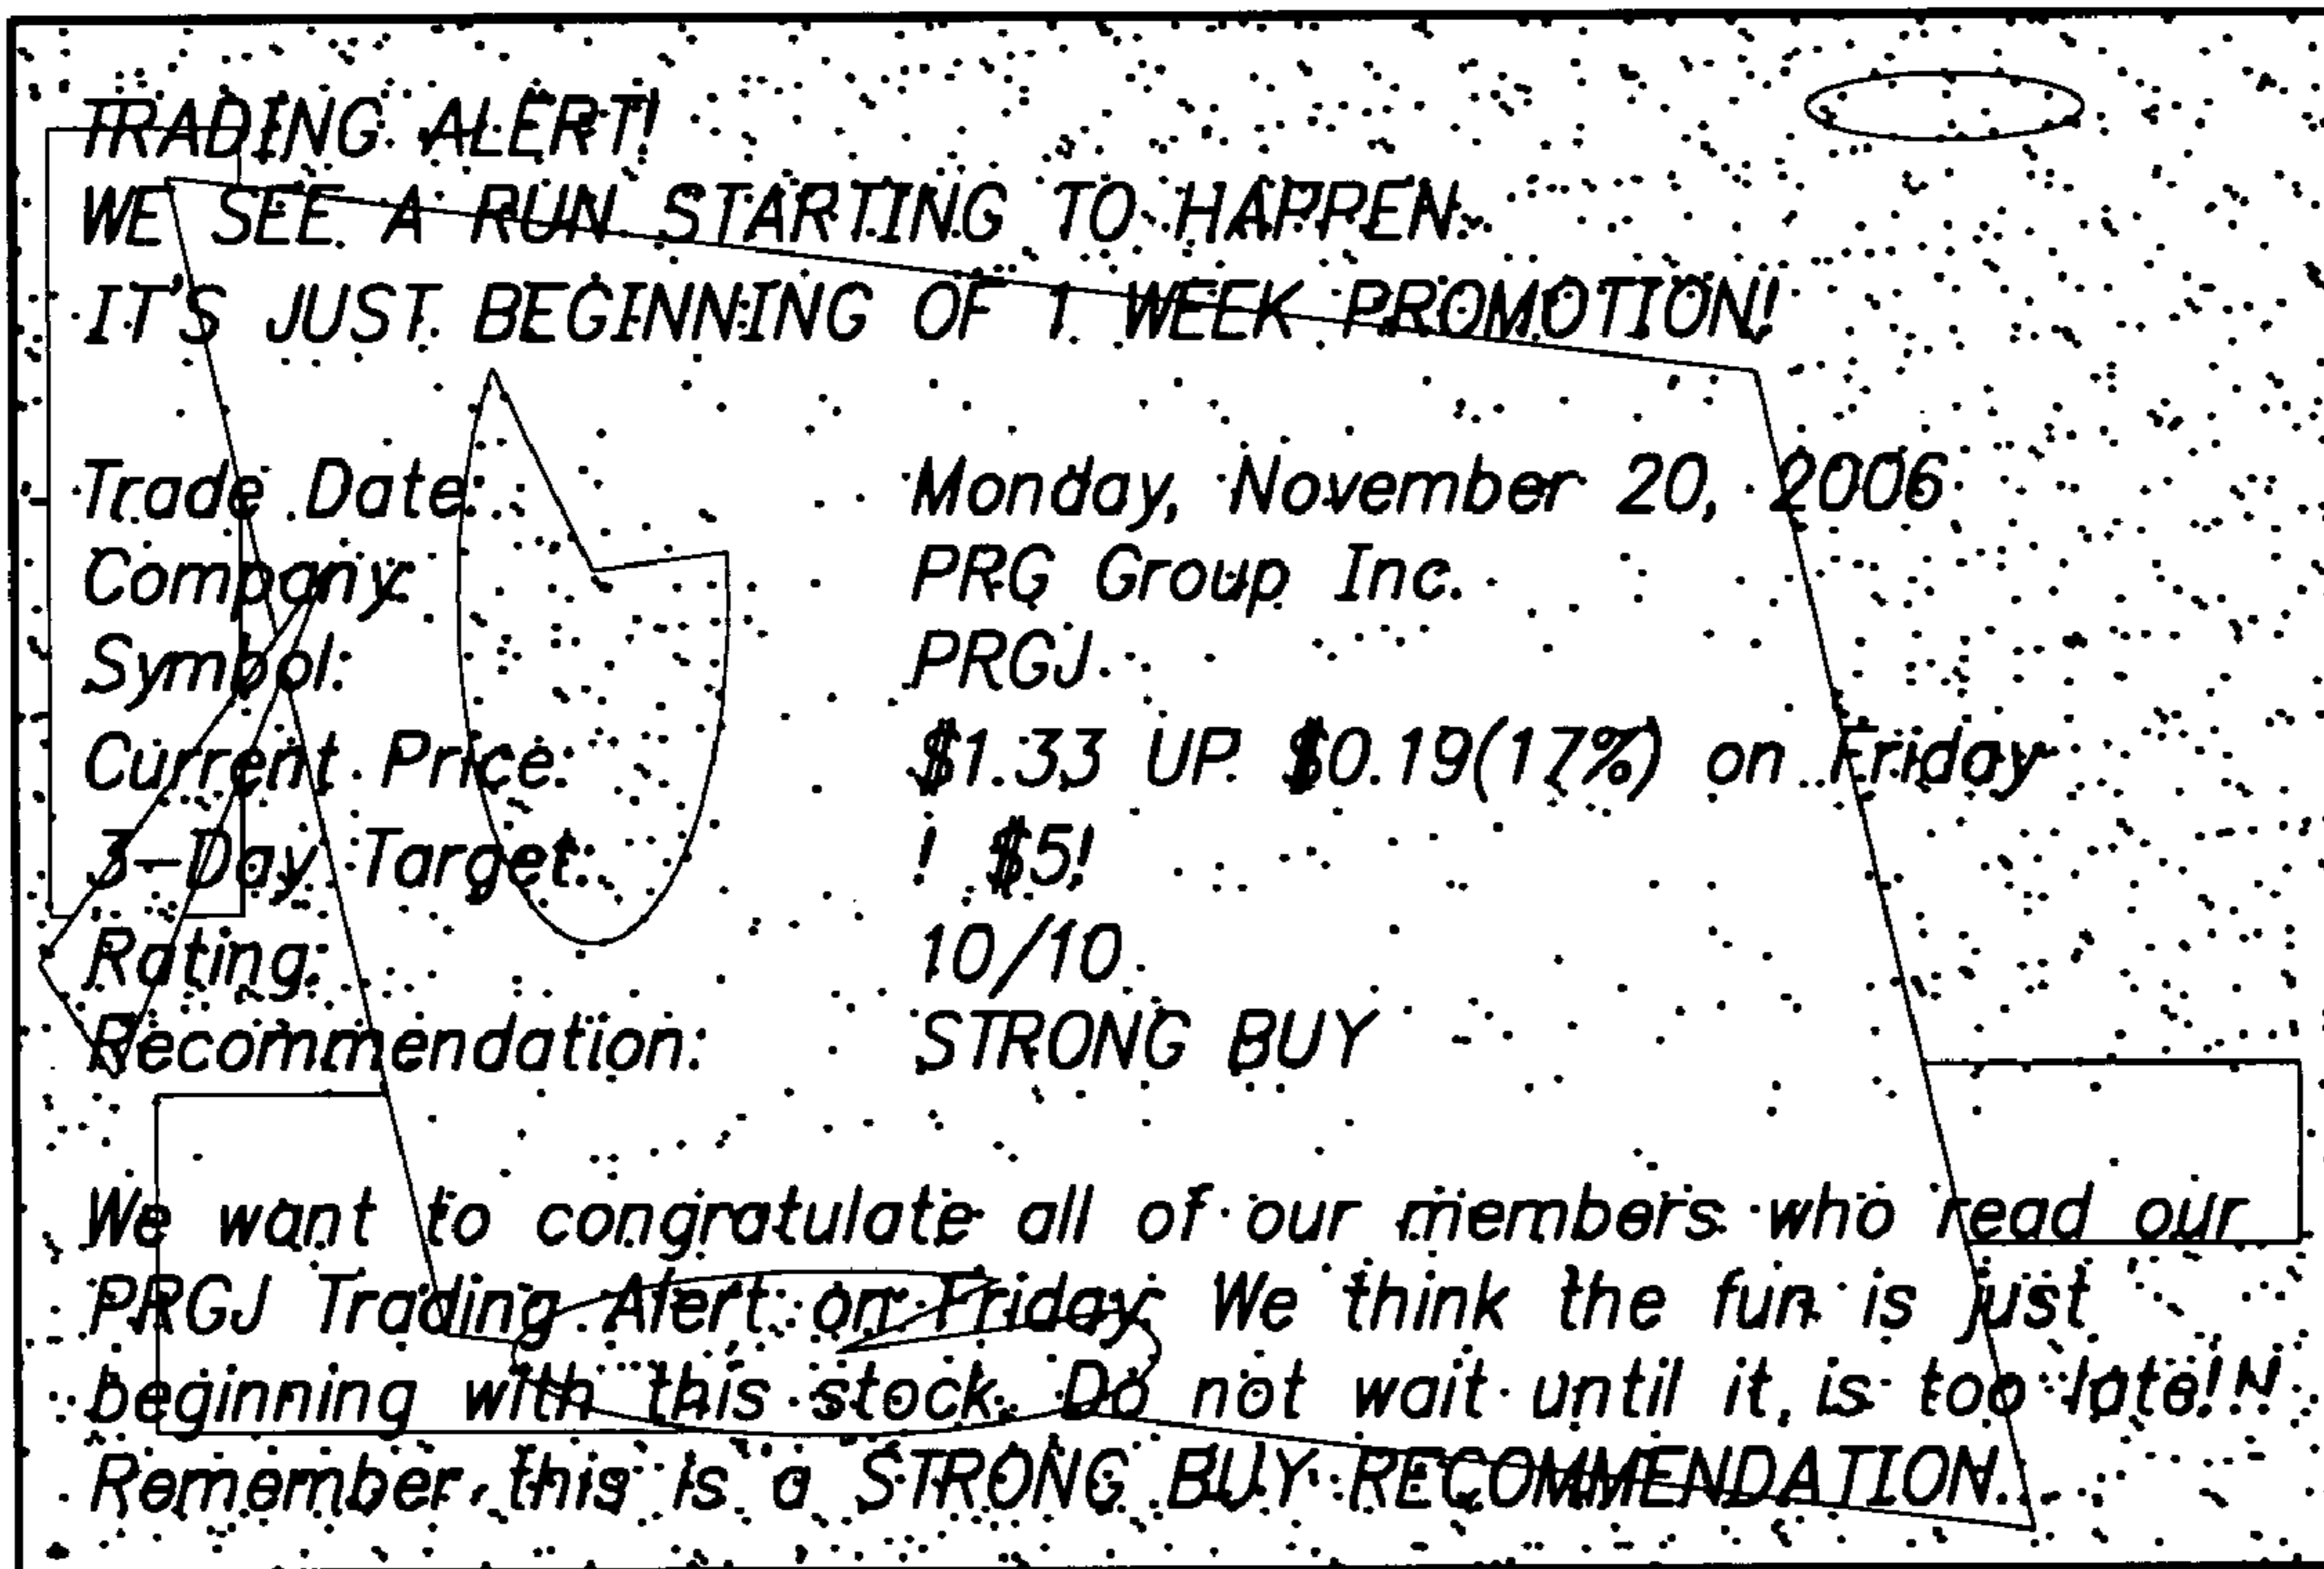 TRADING ALERT!
WE SEE A RUN STARTING TO HAPPEN.
IT'S JUST BEGINNING OF 1 WEEK PROMOTION!
Trade Date: Monday, November 20, 2006
Company: PRG Group Inc.
Symbol: PRGJ
Current Price: $1.33 UP $0.19(17%) on Friday
3-Day Target: ! $5!
Rating: 10/10
Recommendation: STRONG BUY
We want to congratulate all of our members who read our
PRGJ Trading Alert on Friday. We think the fun is just
beginning with this stock. Do not wait until it is too late!!!
Remember, this is a STRONG BUY RECOMMENDATION.